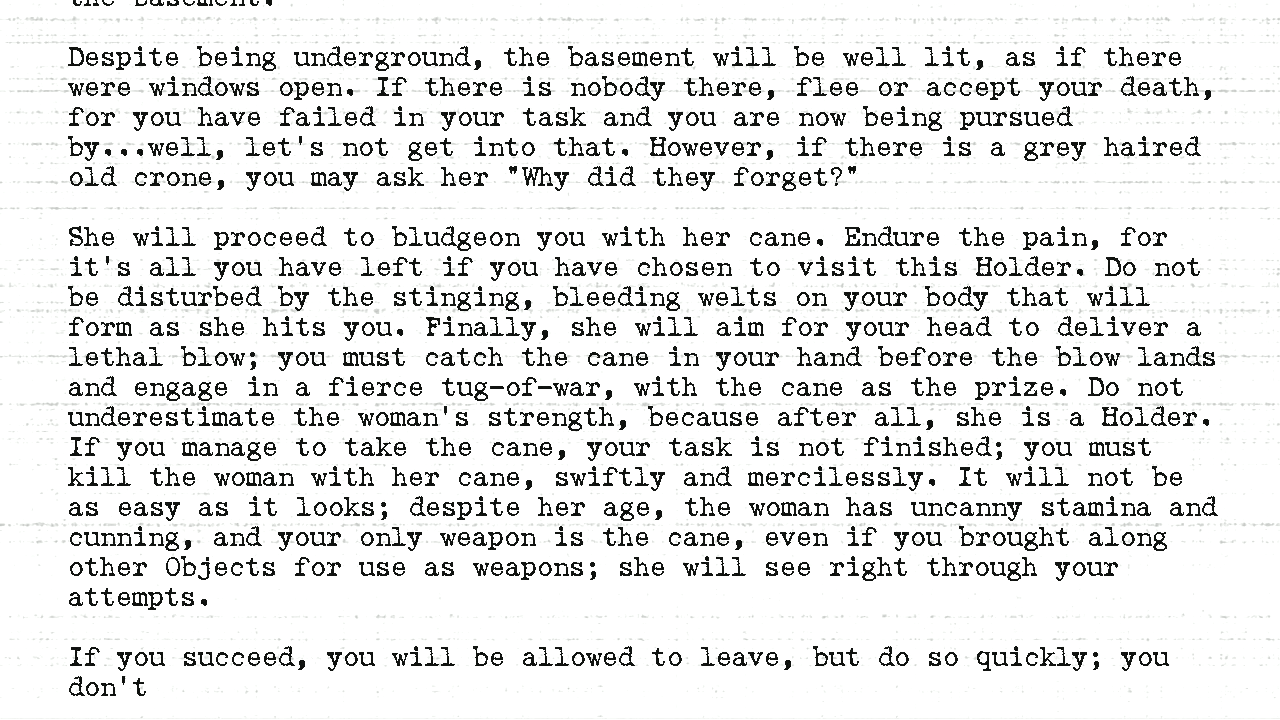 the basement.
Despite being underground, the basement will be well lit, as if there
were windows open. If there is nobody there, flee or accept your death,
for you have failed in your task and you are now being pursued
by...well, let's not get into that. However, if there is a grey haired
old crone, you may ask her "Why did they forget?"
She will proceed to bludgeon you with her cane. Endure the pain, for
it's all you have left if you have chosen to visit this Holder. Do not
be disturbed by the stinging, bleeding welts on your body that will
form as she hits you. Finally, she will aim for your head to deliver a
lethal blow; you must catch the cane in your hand before the blow lands
and engage in a fierce tug-of-war, with the cane as the prize. Do not
underestimate the woman's strength, because after all, she is a Holder.
If you manage to take the cane, your task is not finished; you must
kill the woman with her cane, swiftly and mercilessly. It will not be
as easy as it looks; despite her age, the woman has uncanny stamina and
cunning, and your only weapon is the cane, even if you brought along
other Objects for use as weapons; she will see right through your
attempts.
If you succeed, you will be allowed to leave, but do so quickly; you
don't